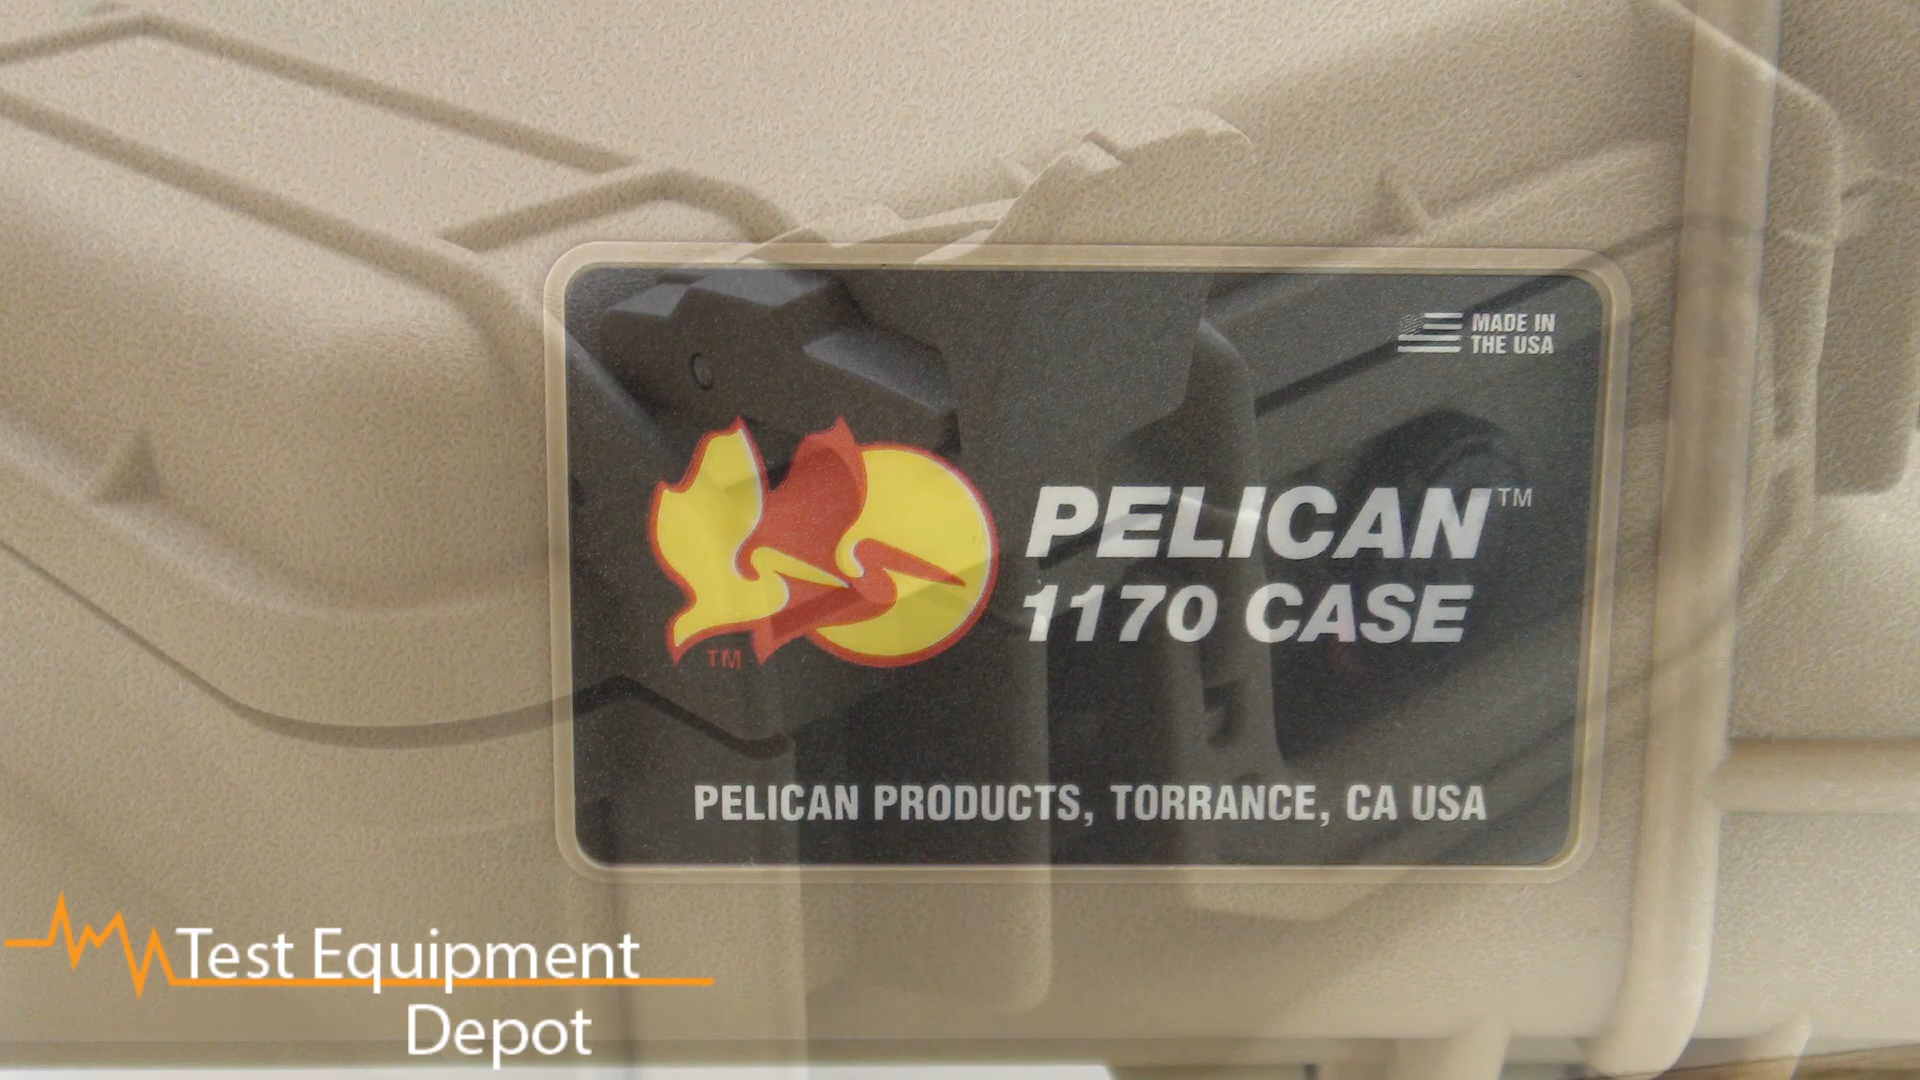 MADE IN
THE USA
PELICAN™
1170 CASE
TM
PELICAN PRODUCTS, TORRANCE, CA USA
Test Equipment
Depot